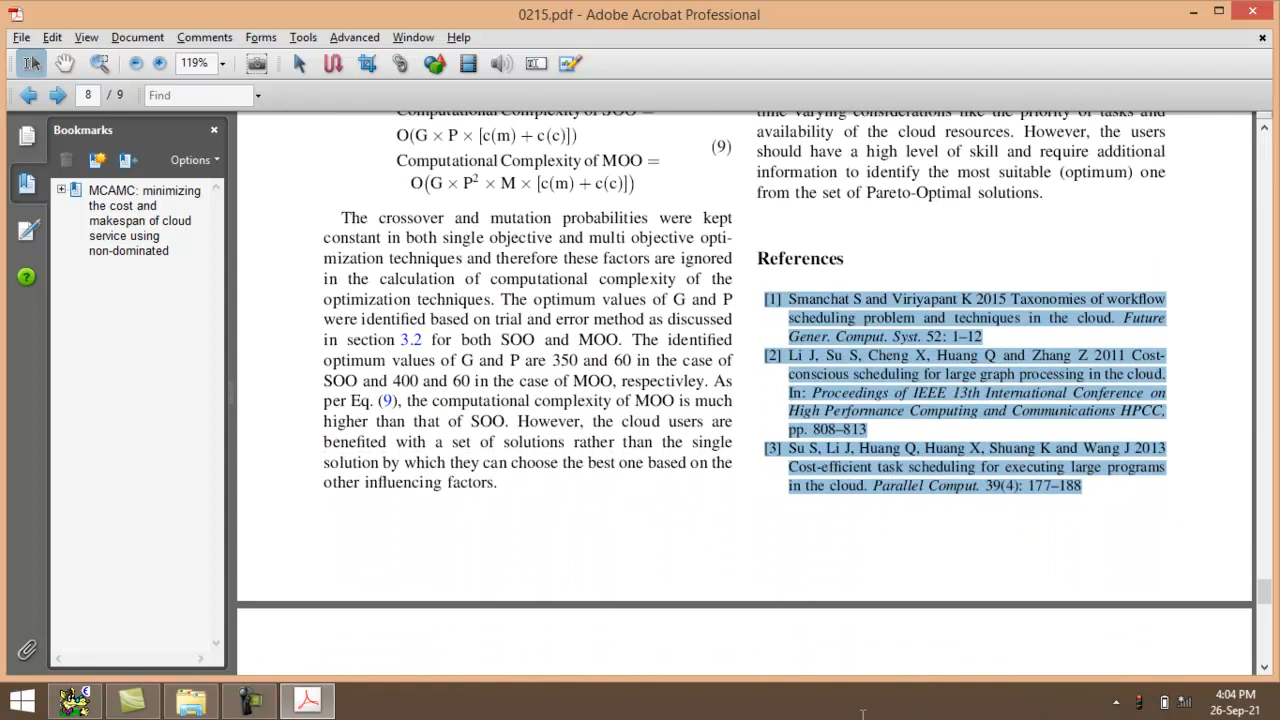 0215.pdf - Adobe Acrobat Professional
File Edit View Document Comments Forms Tools Advanced Window Help
119%
8 / 9 Find
Bookmarks
Options
MCAMC: minimizing
the cost and
makespan of cloud
service using
non-dominated
Computational Complexity of SOO =
O(G × P × [c(m) + c(c)])
Computational Complexity of MOO =
O(G × P² × M × [c(m) + c(c)])
(9)
The crossover and mutation probabilities were kept
constant in both single objective and multi objective opti-
mization techniques and therefore these factors are ignored
in the calculation of computational complexity of the
optimization techniques. The optimum values of G and P
were identified based on trial and error method as discussed
in section 3.2 for both SOO and MOO. The identified
optimum values of G and P are 350 and 60 in the case of
SOO and 400 and 60 in the case of MOO, respectivley. As
per Eq. (9), the computational complexity of MOO is much
higher than that of SOO. However, the cloud users are
benefited with a set of solutions rather than the single
solution by which they can choose the best one based on the
other influencing factors.
time varying considerations like the priority of tasks and
availability of the cloud resources. However, the users
should have a high level of skill and require additional
information to identify the most suitable (optimum) one
from the set of Pareto-Optimal solutions.
References
[1] Smanchat S and Viriyapant K 2015 Taxonomies of workflow
scheduling problem and techniques in the cloud. Future
Gener. Comput. Syst. 52: 1–12
[2] Li J, Su S, Cheng X, Huang Q and Zhang Z 2011 Cost-
conscious scheduling for large graph processing in the cloud.
In: Proceedings of IEEE 13th International Conference on
High Performance Computing and Communications HPCC,
pp. 808–813
[3] Su S, Li J, Huang Q, Huang X, Shuang K and Wang J 2013
Cost-efficient task scheduling for executing large programs
in the cloud. Parallel Comput. 39(4): 177–188
4:04 PM
26-Sep-21